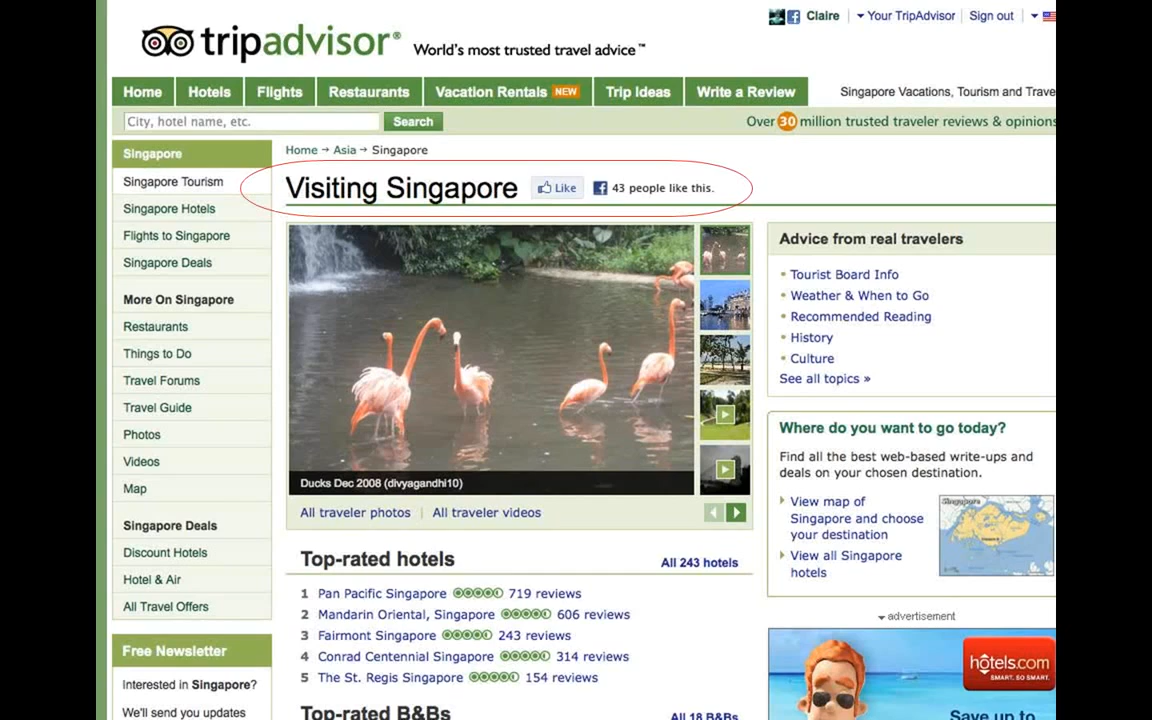 Claire
Your TripAdvisor
Sign out
tripadvisor®
World's most trusted travel advice™
Home
Hotels
Flights
Restaurants
Vacation Rentals NEW
Trip Ideas
Write a Review
Singapore Vacations, Tourism and Trave
City, hotel name, etc.
Search
Over 30 million trusted traveler reviews & opinions
Singapore
Singapore Tourism
Singapore Hotels
Flights to Singapore
Singapore Deals
More On Singapore
Restaurants
Things to Do
Travel Forums
Travel Guide
Photos
Videos
Map
Singapore Deals
Discount Hotels
Hotel & Air
All Travel Offers
Free Newsletter
Interested in Singapore?
We'll send you updates
Home → Asia → Singapore
Visiting Singapore
Like
43 people like this.
Ducks Dec 2008 (divyagandhi10)
All traveler photos | All traveler videos
Top-rated hotels
All 243 hotels
1 Pan Pacific Singapore 719 reviews
2 Mandarin Oriental, Singapore 606 reviews
3 Fairmont Singapore 243 reviews
4 Conrad Centennial Singapore 314 reviews
5 The St. Regis Singapore 154 reviews
Top-rated B&Bs
All 18 B&Bs
Advice from real travelers
Tourist Board Info
Weather & When to Go
Recommended Reading
History
Culture
See all topics »
Where do you want to go today?
Find all the best web-based write-ups and
deals on your chosen destination.
View map of
Singapore and choose
your destination
View all Singapore
hotels
Singapore
advertisement
hotels.com
SMART. SO SMART.
Save up to